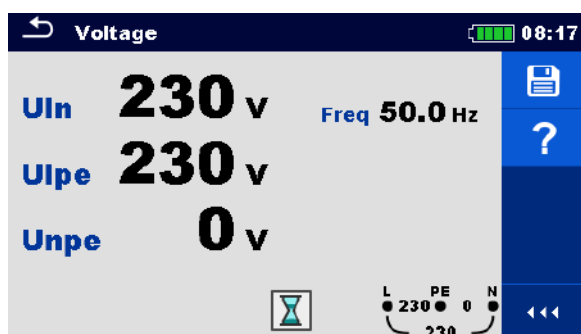 Voltage 08:17
Uln 230 V Freq 50.0 Hz
?
Ulpe 230 V
Unpe 0 V
L PE N
230 0
230